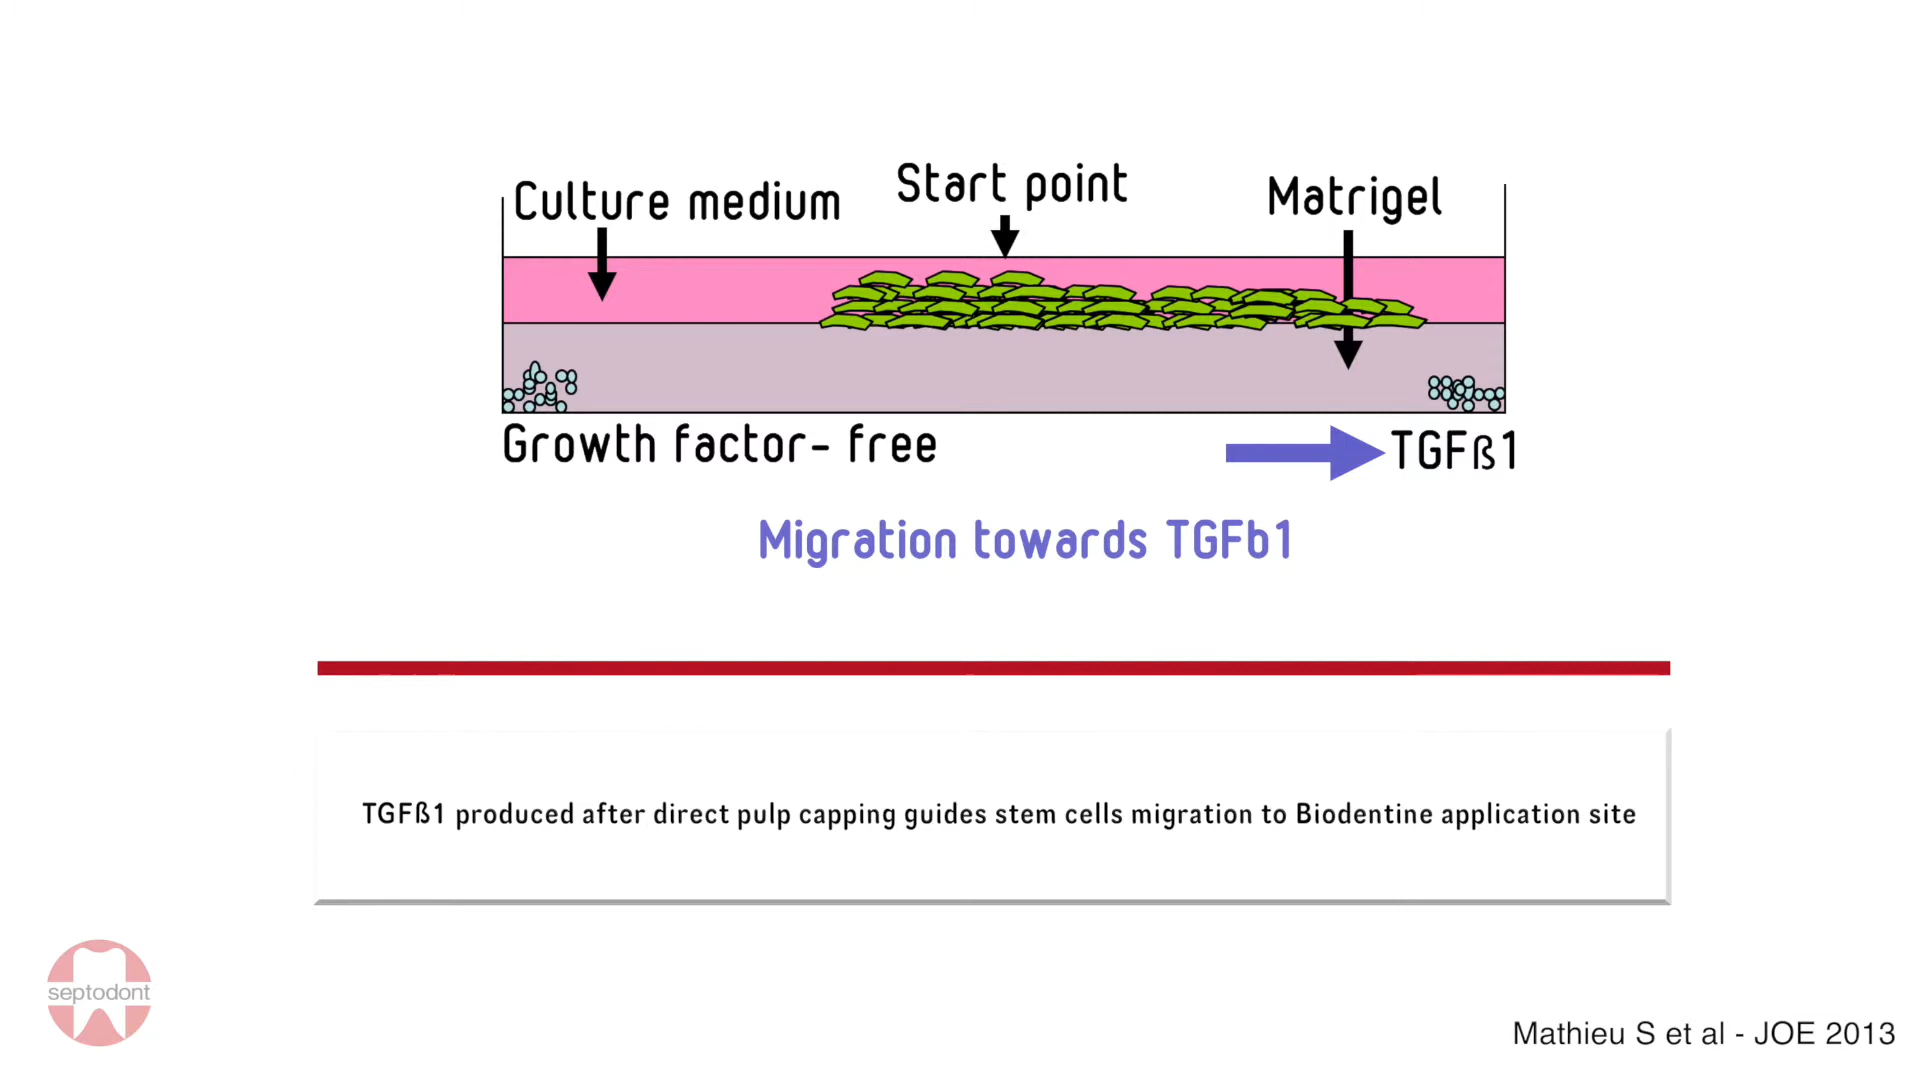 Culture medium
Start point
Matrigel
Growth factor- free
TGFß1
Migration towards TGFb1
TGFß1 produced after direct pulp capping guides stem cells migration to Biodentine application site
septodont
Mathieu S et al - JOE 2013